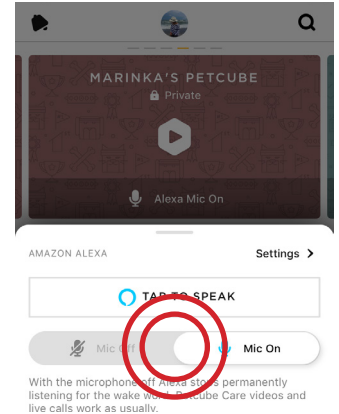 MARINKA'S PETCUBE
Private
Alexa Mic On
AMAZON ALEXA
Settings >
TAP TO SPEAK
Mic Off
Mic On
With the microphone off Alexa stops permanently
listening for the wake word. Petcube Care videos and
live calls work as usually.